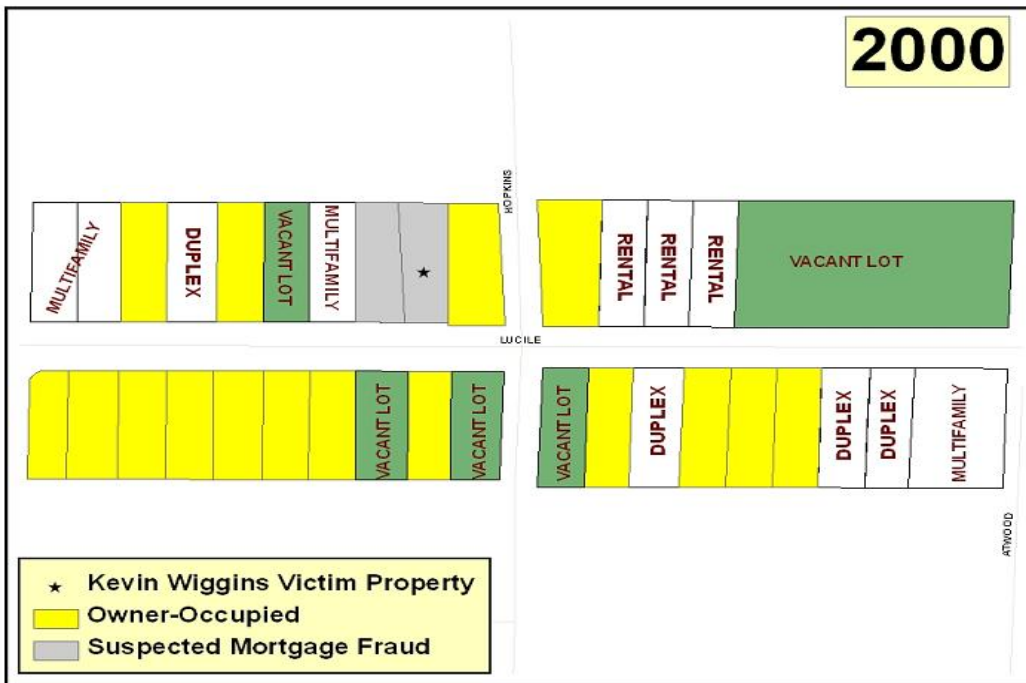 2000
HOPKINS
MULTIFAMILY
DUPLEX
VACANT LOT
MULTIFAMILY
RENTAL
RENTAL
RENTAL
VACANT LOT
LUCILE
VACANT LOT
VACANT LOT
VACANT LOT
DUPLEX
DUPLEX
DUPLEX
MULTIFAMILY
ATWOOD
Kevin Wiggins Victim Property
Owner-Occupied
Suspected Mortgage Fraud